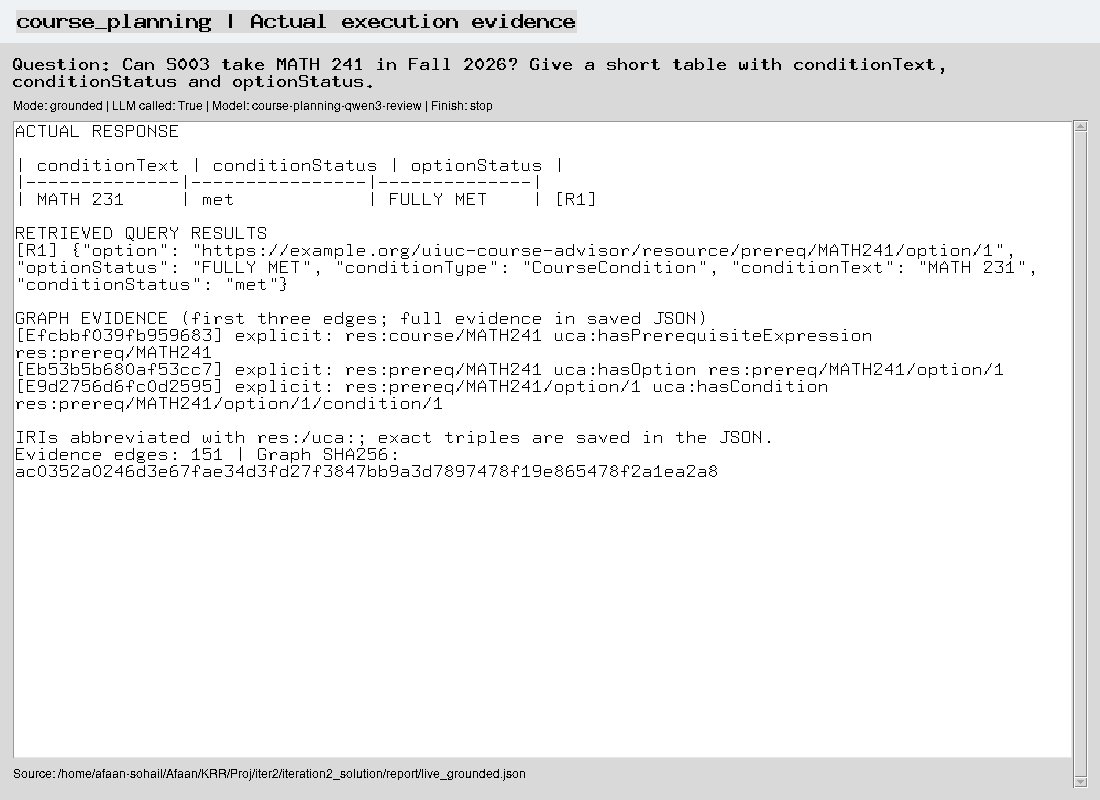 course_planning | Actual execution evidence
Question: Can S003 take MATH 241 in Fall 2026? Give a short table with conditionText,
conditionStatus and optionStatus.
Mode: grounded | LLM called: True | Model: course-planning-qwen3-review | Finish: stop
ACTUAL RESPONSE
| conditionText | conditionStatus | optionStatus |
|---------------|-----------------|--------------|
| MATH 231      | met             | FULLY MET    | [R1]
RETRIEVED QUERY RESULTS
[R1] {"option": "https://example.org/uiuc-course-advisor/resource/prereq/MATH241/option/1",
"optionStatus": "FULLY MET", "conditionType": "CourseCondition", "conditionText": "MATH 231",
"conditionStatus": "met"}
GRAPH EVIDENCE (first three edges; full evidence in saved JSON)
[Efcbbf039fb959683] explicit: res:course/MATH241 uca:hasPrerequisiteExpression
res:prereq/MATH241
[Eb53b5b680af53cc7] explicit: res:prereq/MATH241 uca:hasOption res:prereq/MATH241/option/1
[E9d2756d6fc0d2595] explicit: res:prereq/MATH241/option/1 uca:hasCondition
res:prereq/MATH241/option/1/condition/1
IRIs abbreviated with res:/uca:; exact triples are saved in the JSON.
Evidence edges: 151 | Graph SHA256:
ac0352a0246d3e67fae34d3fd27f3847bb9a3d7897478f19e865478f2a1ea2a8
Source: /home/afaan-sohail/Afaan/KRR/Proj/iter2/iteration2_solution/report/live_grounded.json